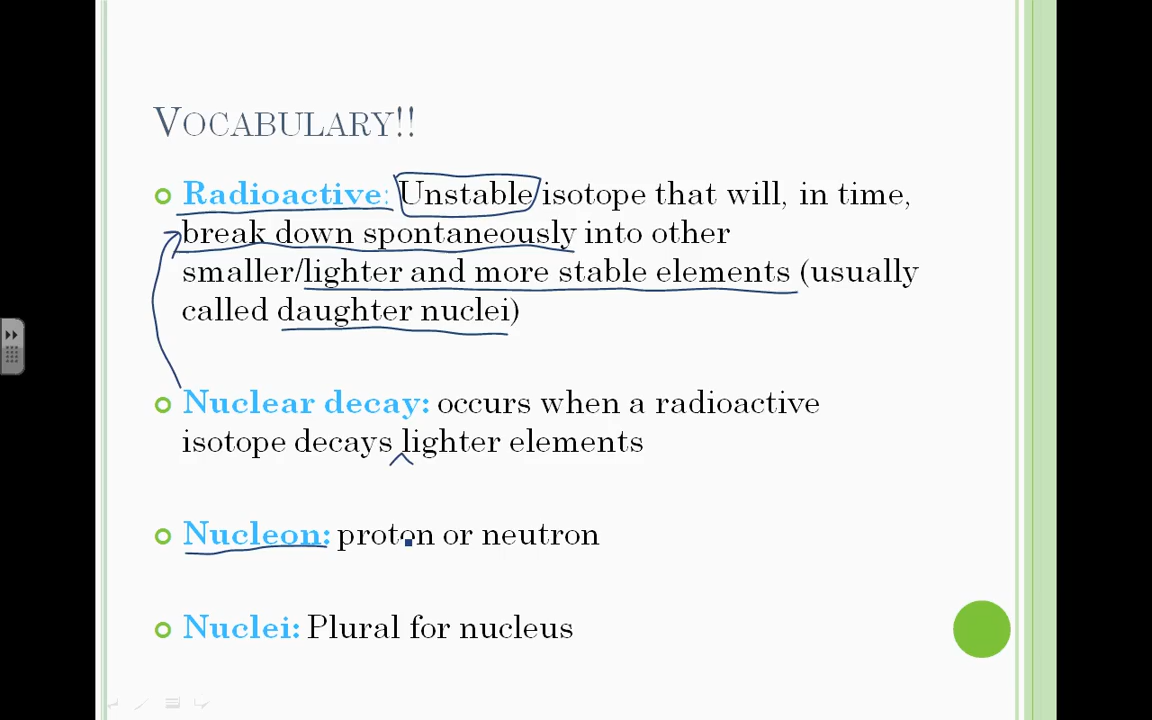 VOCABULARY!!
Radioactive: Unstable isotope that will, in time,
break down spontaneously into other
smaller/lighter and more stable elements (usually
called daughter nuclei)
Nuclear decay: occurs when a radioactive
isotope decays lighter elements
Nucleon: proton or neutron
Nuclei: Plural for nucleus